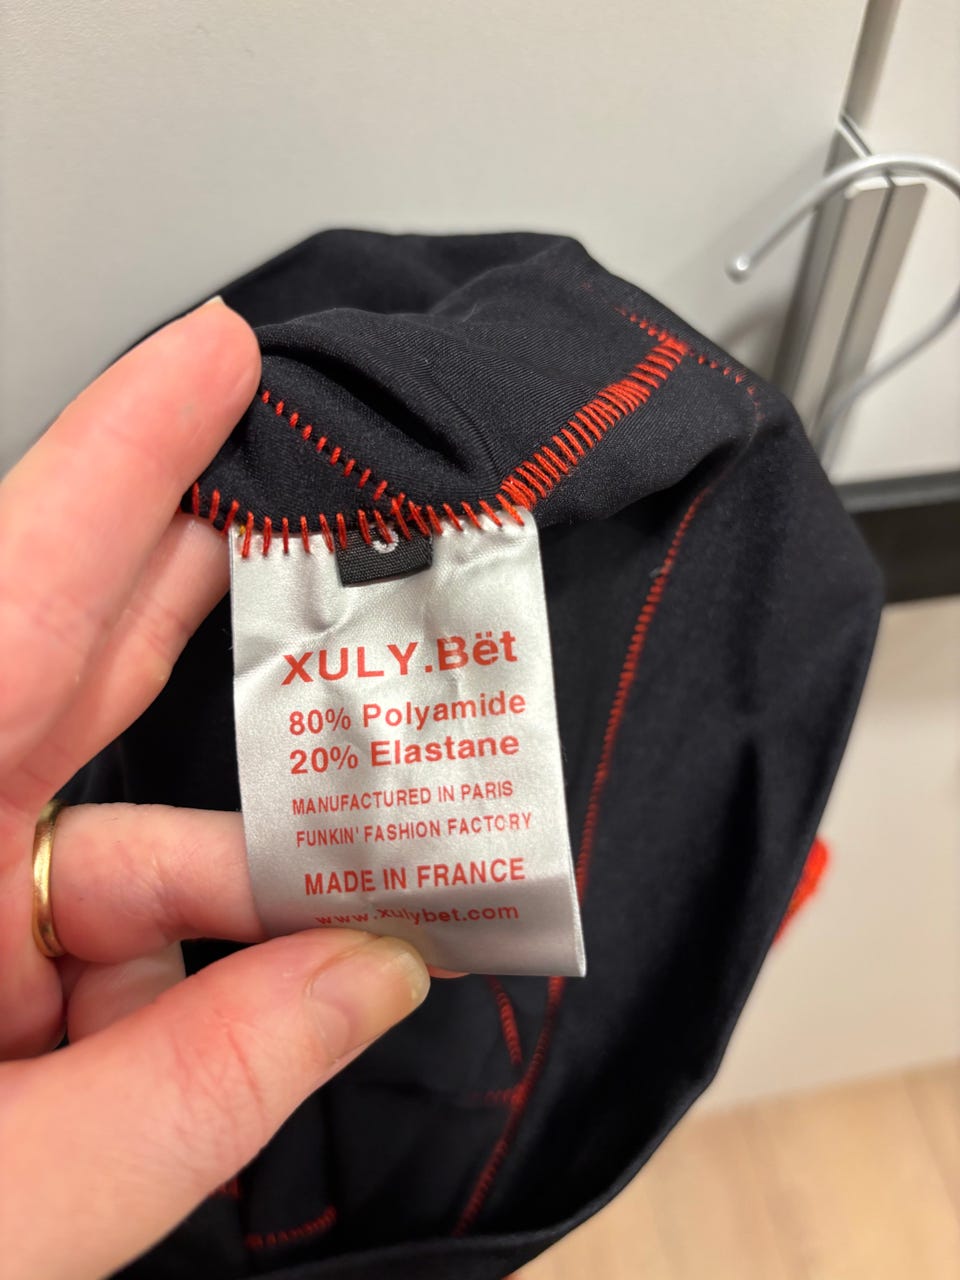 XULY.Bët
80% Polyamide
20% Elastane
MANUFACTURED IN PARIS
FUNKIN' FASHION FACTORY
MADE IN FRANCE
www.xulybet.com